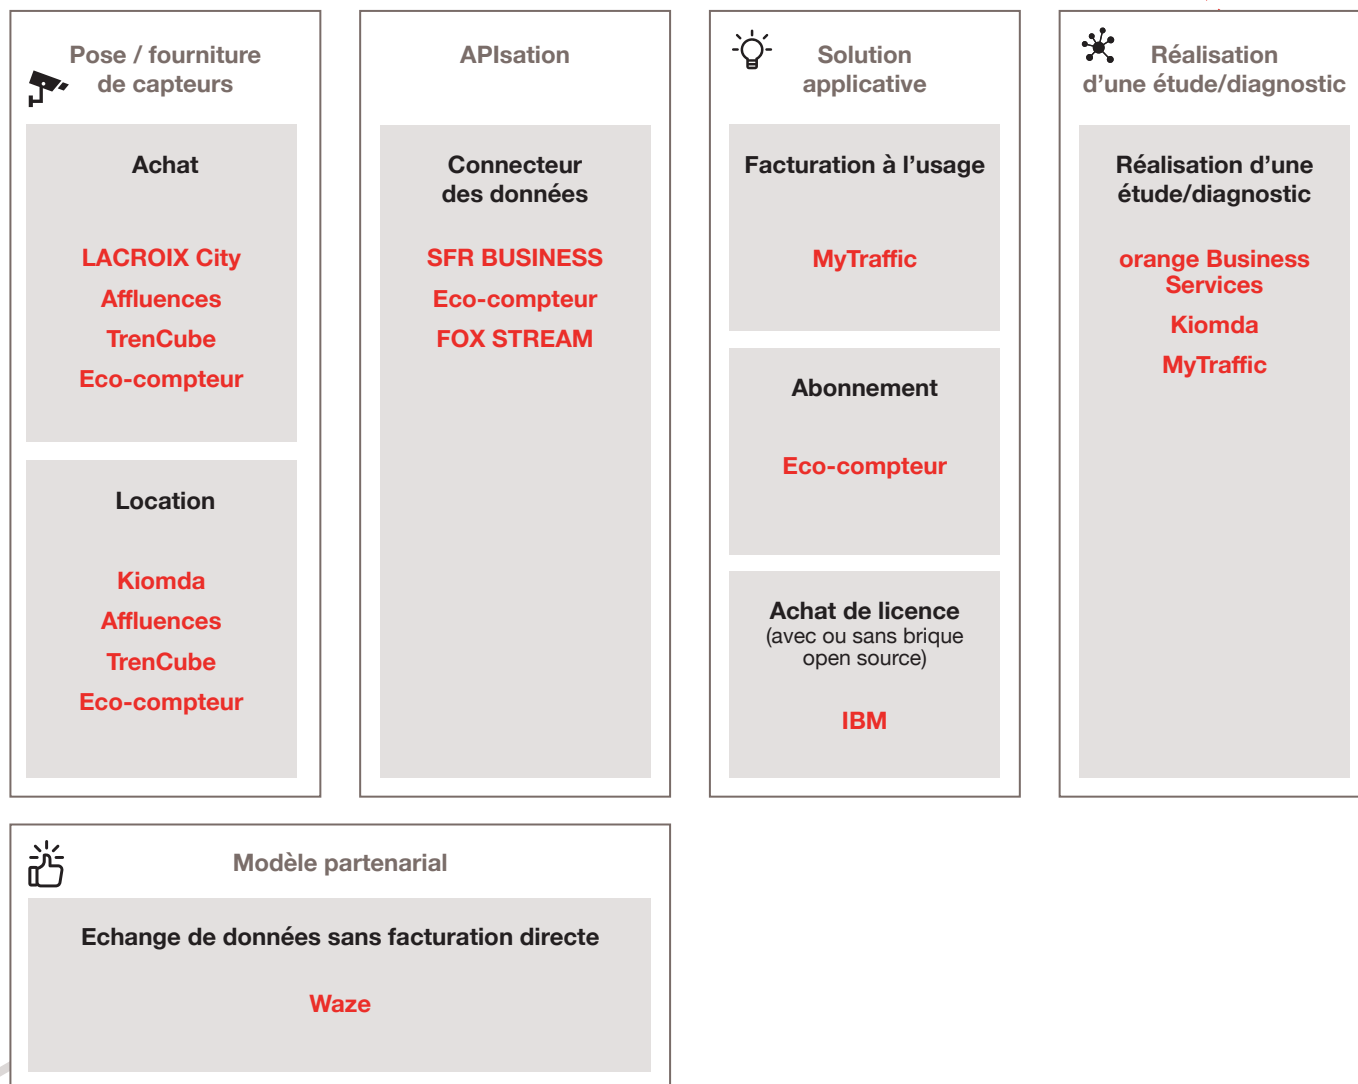 Pose / fourniture
de capteurs
Achat
LACROIX City
Affluences
TrenCube
Eco-compteur
Location
Kiomda
Affluences
TrenCube
Eco-compteur
APIsation
Connecteur
des données
SFR BUSINESS
Eco-compteur
FOX STREAM
Solution
applicative
Facturation à l’usage
MyTraffic
Abonnement
Eco-compteur
Achat de licence
(avec ou sans brique
open source)
IBM
Réalisation
d’une étude/diagnostic
Réalisation d’une
étude/diagnostic
orange Business
Services
Kiomda
MyTraffic
Modèle partenarial
Echange de données sans facturation directe
Waze